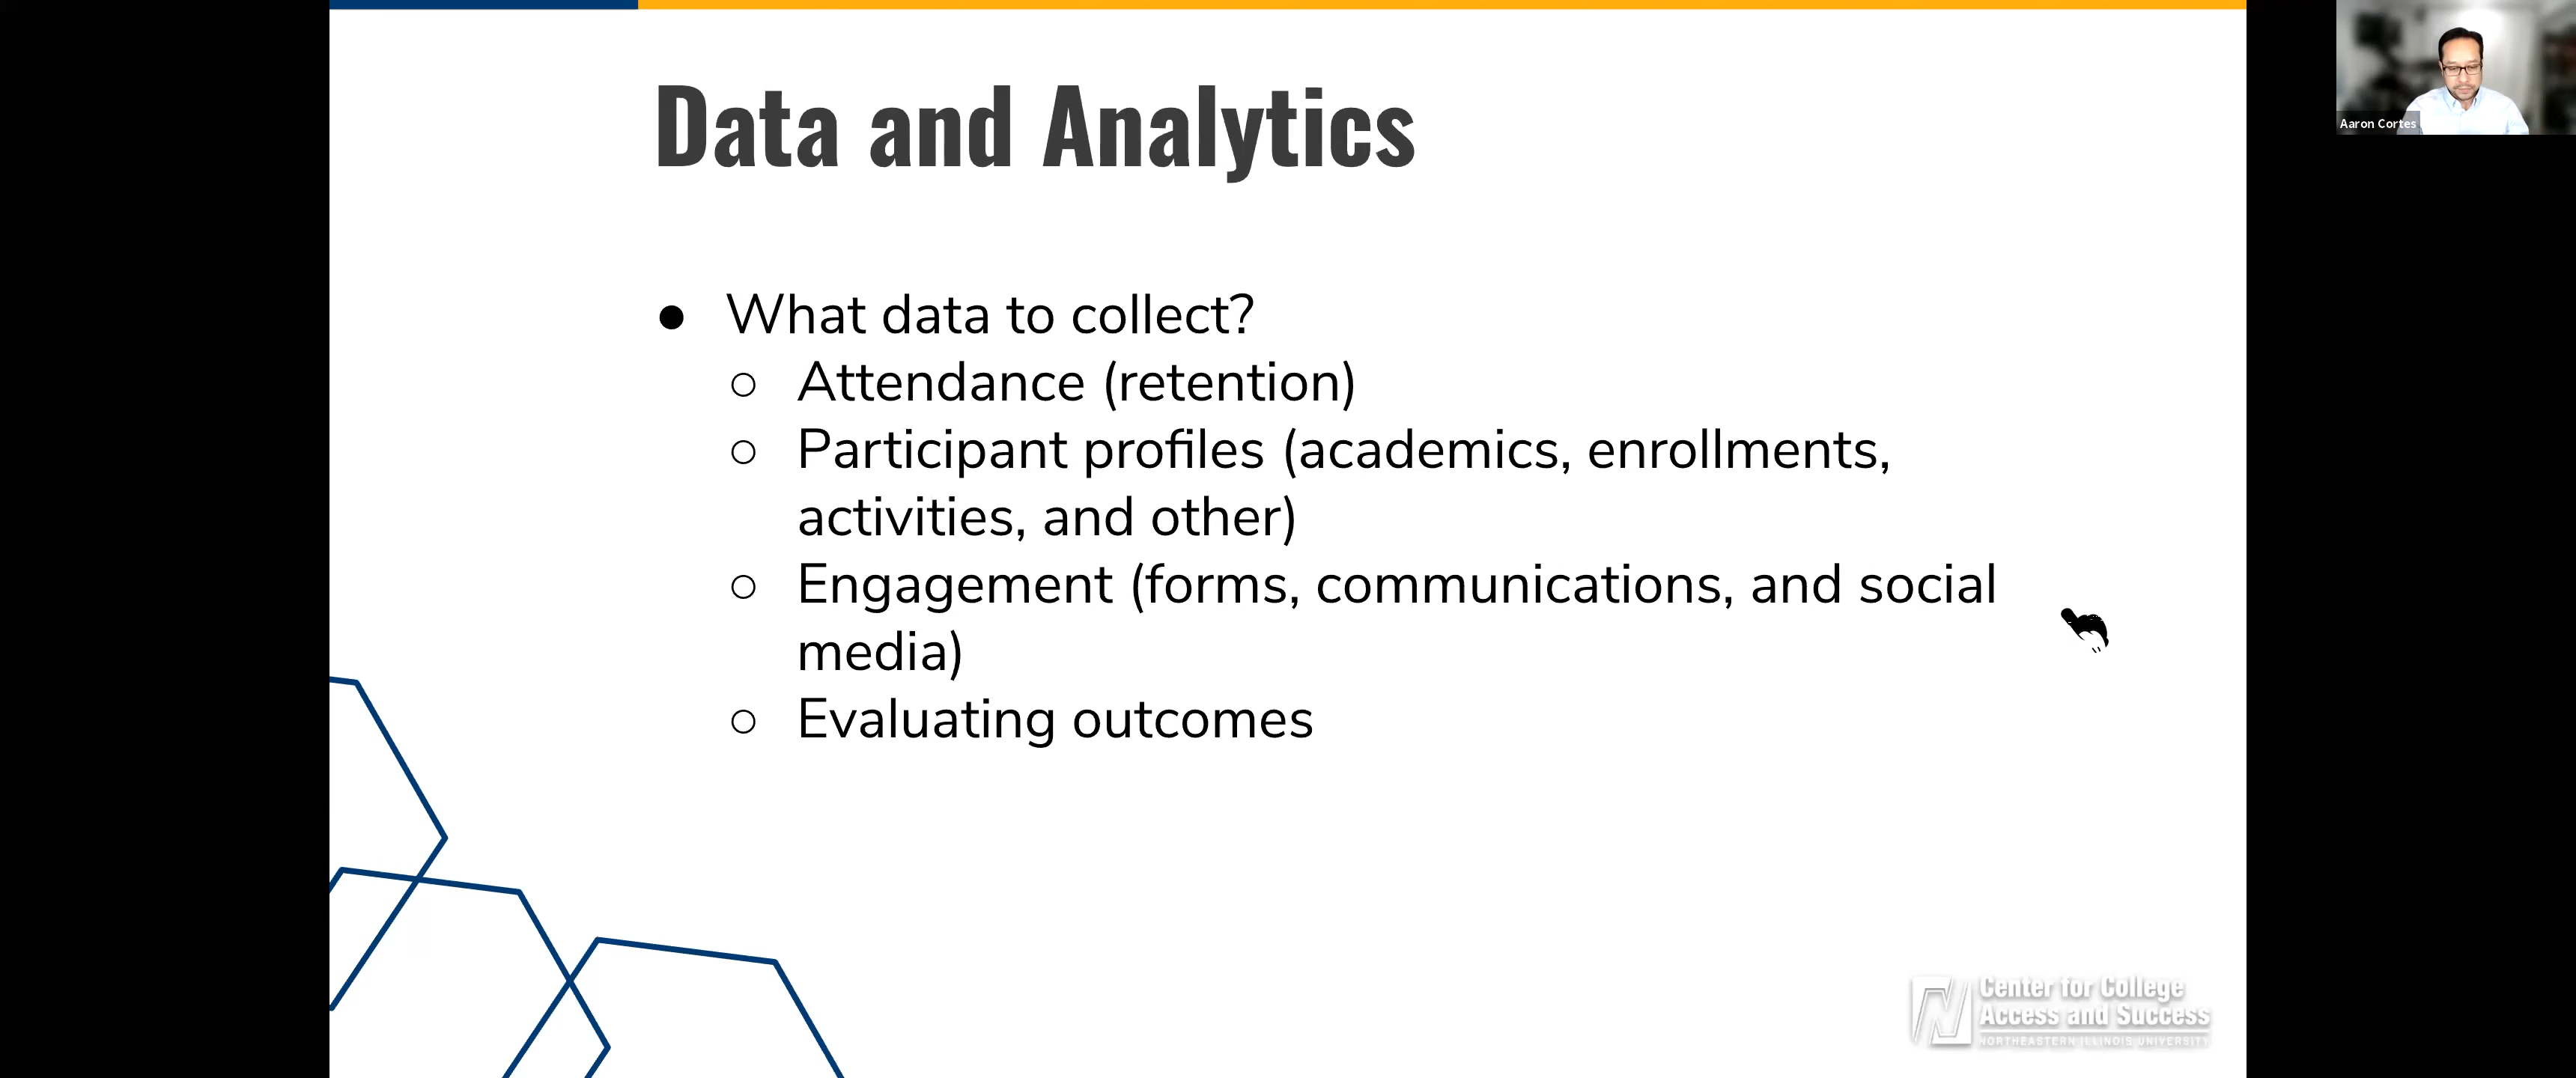 Data and Analytics
Aaron Cortes
● What data to collect?
○ Attendance (retention)
○ Participant profiles (academics, enrollments,
activities, and other)
○ Engagement (forms, communications, and social
media)
○ Evaluating outcomes
Center for College
Access and Success
NORTHEASTERN ILLINOIS UNIVERSITY